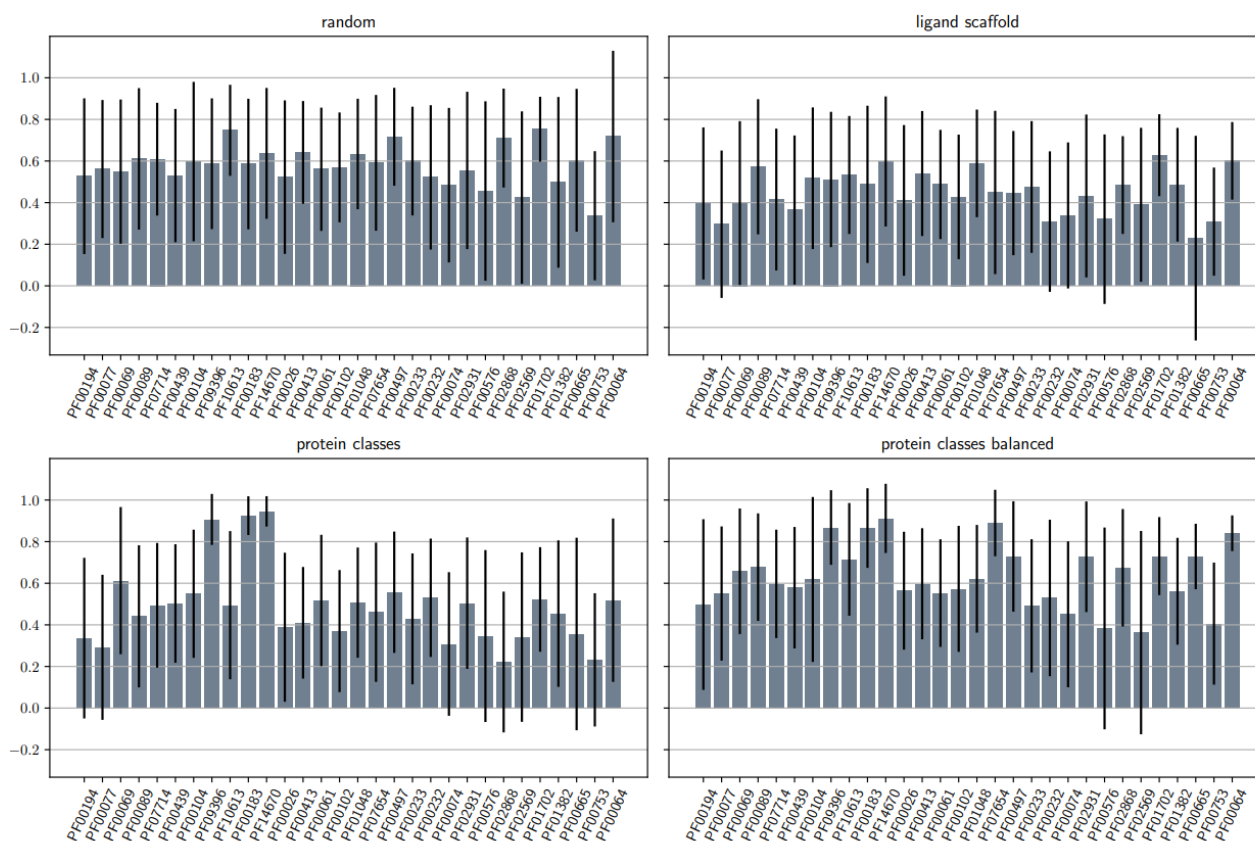 random
1.0
0.8
0.6
0.4
0.2
0.0
−0.2
PF00194 PF00077 PF00069 PF00089 PF07714 PF00439 PF00104 PF09396 PF10613 PF00183 PF14670 PF00026 PF00413 PF00061 PF00102 PF01048 PF07654 PF00497 PF00233 PF00232 PF00074 PF02931 PF00576 PF02868 PF02569 PF01702 PF01382 PF00665 PF00753 PF00064
ligand scaffold
PF00194 PF00077 PF00069 PF00089 PF07714 PF00439 PF00104 PF09396 PF10613 PF00183 PF14670 PF00026 PF00413 PF00061 PF00102 PF01048 PF07654 PF00497 PF00233 PF00232 PF00074 PF02931 PF00576 PF02868 PF02569 PF01702 PF01382 PF00665 PF00753 PF00064
protein classes
1.0
0.8
0.6
0.4
0.2
0.0
−0.2
PF00194 PF00077 PF00069 PF00089 PF07714 PF00439 PF00104 PF09396 PF10613 PF00183 PF14670 PF00026 PF00413 PF00061 PF00102 PF01048 PF07654 PF00497 PF00233 PF00232 PF00074 PF02931 PF00576 PF02868 PF02569 PF01702 PF01382 PF00665 PF00753 PF00064
protein classes balanced
PF00194 PF00077 PF00069 PF00089 PF07714 PF00439 PF00104 PF09396 PF10613 PF00183 PF14670 PF00026 PF00413 PF00061 PF00102 PF01048 PF07654 PF00497 PF00233 PF00232 PF00074 PF02931 PF00576 PF02868 PF02569 PF01702 PF01382 PF00665 PF00753 PF00064